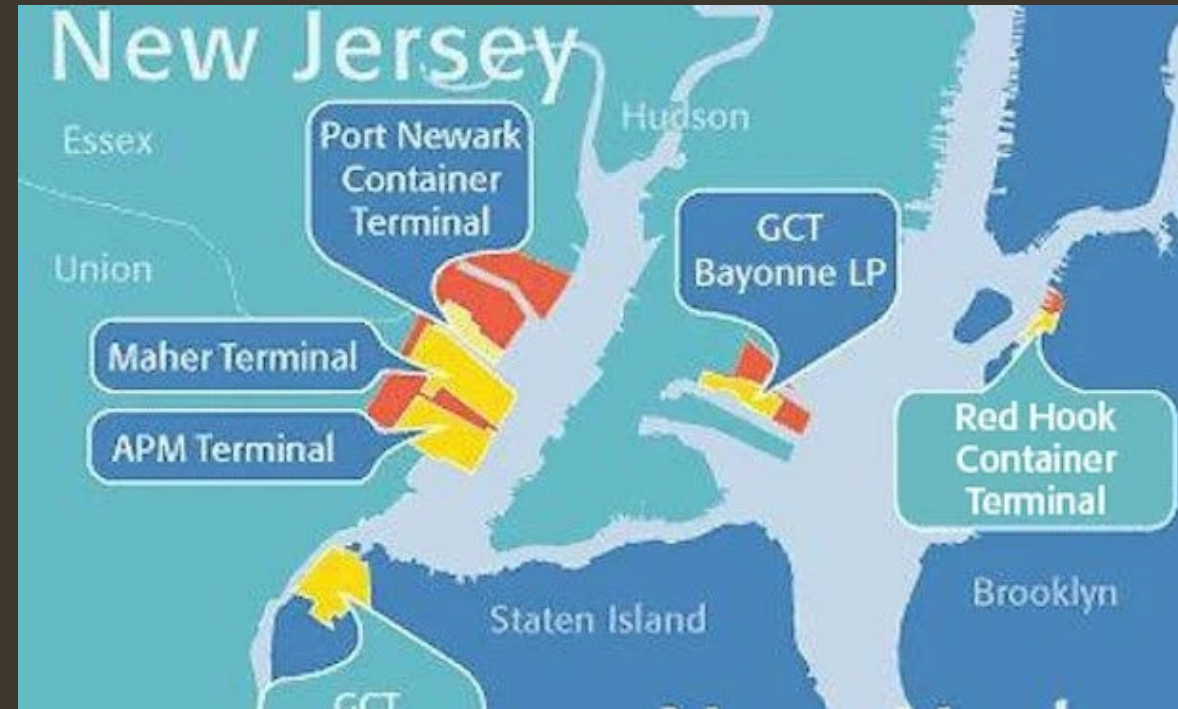 New Jersey
Essex
Hudson
Port Newark
Container
Terminal
GCT
Bayonne LP
Union
Maher Terminal
APM Terminal
Red Hook
Container
Terminal
Staten Island
Brooklyn
GCT